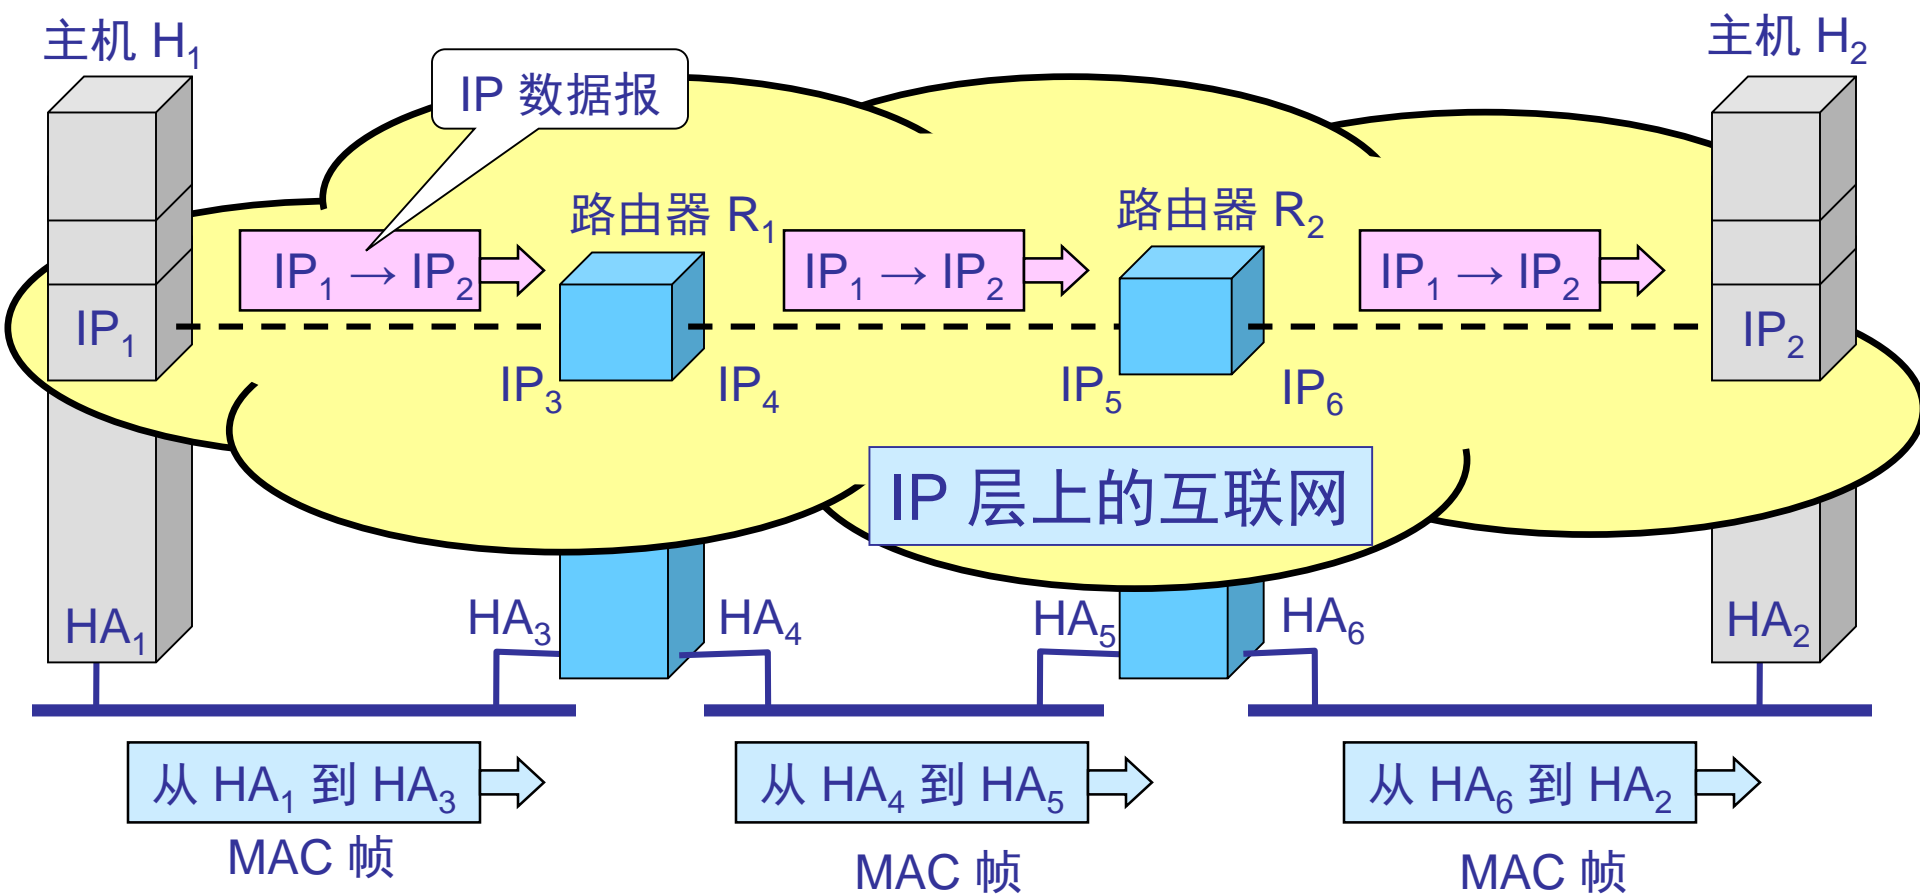 主机 H1
主机 H2
IP 数据报
路由器 R1
路由器 R2
IP1 → IP2
IP1 → IP2
IP1 → IP2
IP1
IP2
IP3
IP4
IP5
IP6
IP 层上的互联网
HA1
HA3
HA4
HA5
HA6
HA2
从 HA1 到 HA3
从 HA4 到 HA5
从 HA6 到 HA2
MAC 帧
MAC 帧
MAC 帧